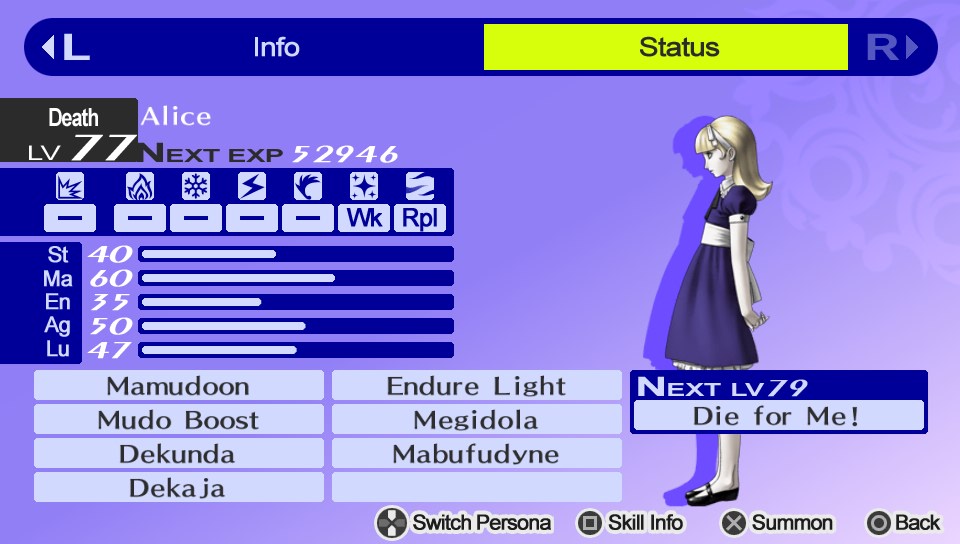 L Info Status R
Death Alice
LV 77 NEXT EXP 52946
– – – – – Wk Rpl
St 40
Ma 60
En 35
Ag 50
Lu 47
Mamudoon Endure Light NEXT LV 79
Mudo Boost Megidola Die for Me!
Dekunda Mabufudyne
Dekaja
Switch Persona Skill Info Summon Back